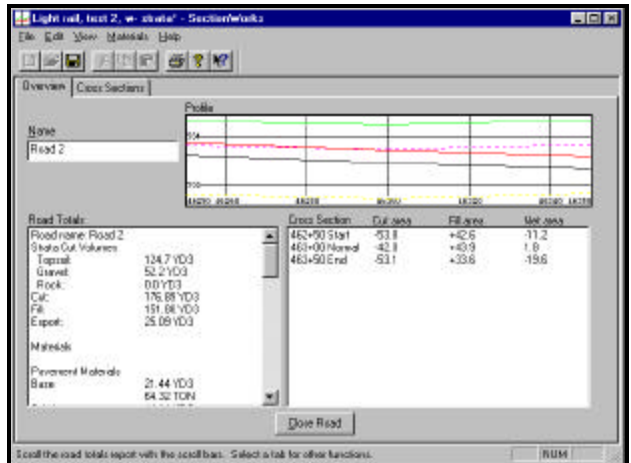 Light rail, test 2, w- strata* - SectionWorks
File Edit View Materials Help
Overview Cross Sections
Profile
Name
Road 2
Road Totals:
Road name: Road 2
Strata Cut Volumes
Topsoil: 124.7 YD3
Gravel: 52.2 YD3
Rock: 0.0 YD3
Cut: 176.89 YD3
Fill: 151.80 YD3
Export: 25.09 YD3
Materials
Pavement Materials
Base 21.44 YD3
64.32 TON
Cross Section Cut area Fill area Net area
462+50 Start -53.8 +42.6 -11.2
463+00 Normal -42.0 +43.9 1.8
463+50 End -53.1 +33.6 -19.6
Close Road
Scroll the road totals report with the scroll bars. Select a tab for other functions.
NUM